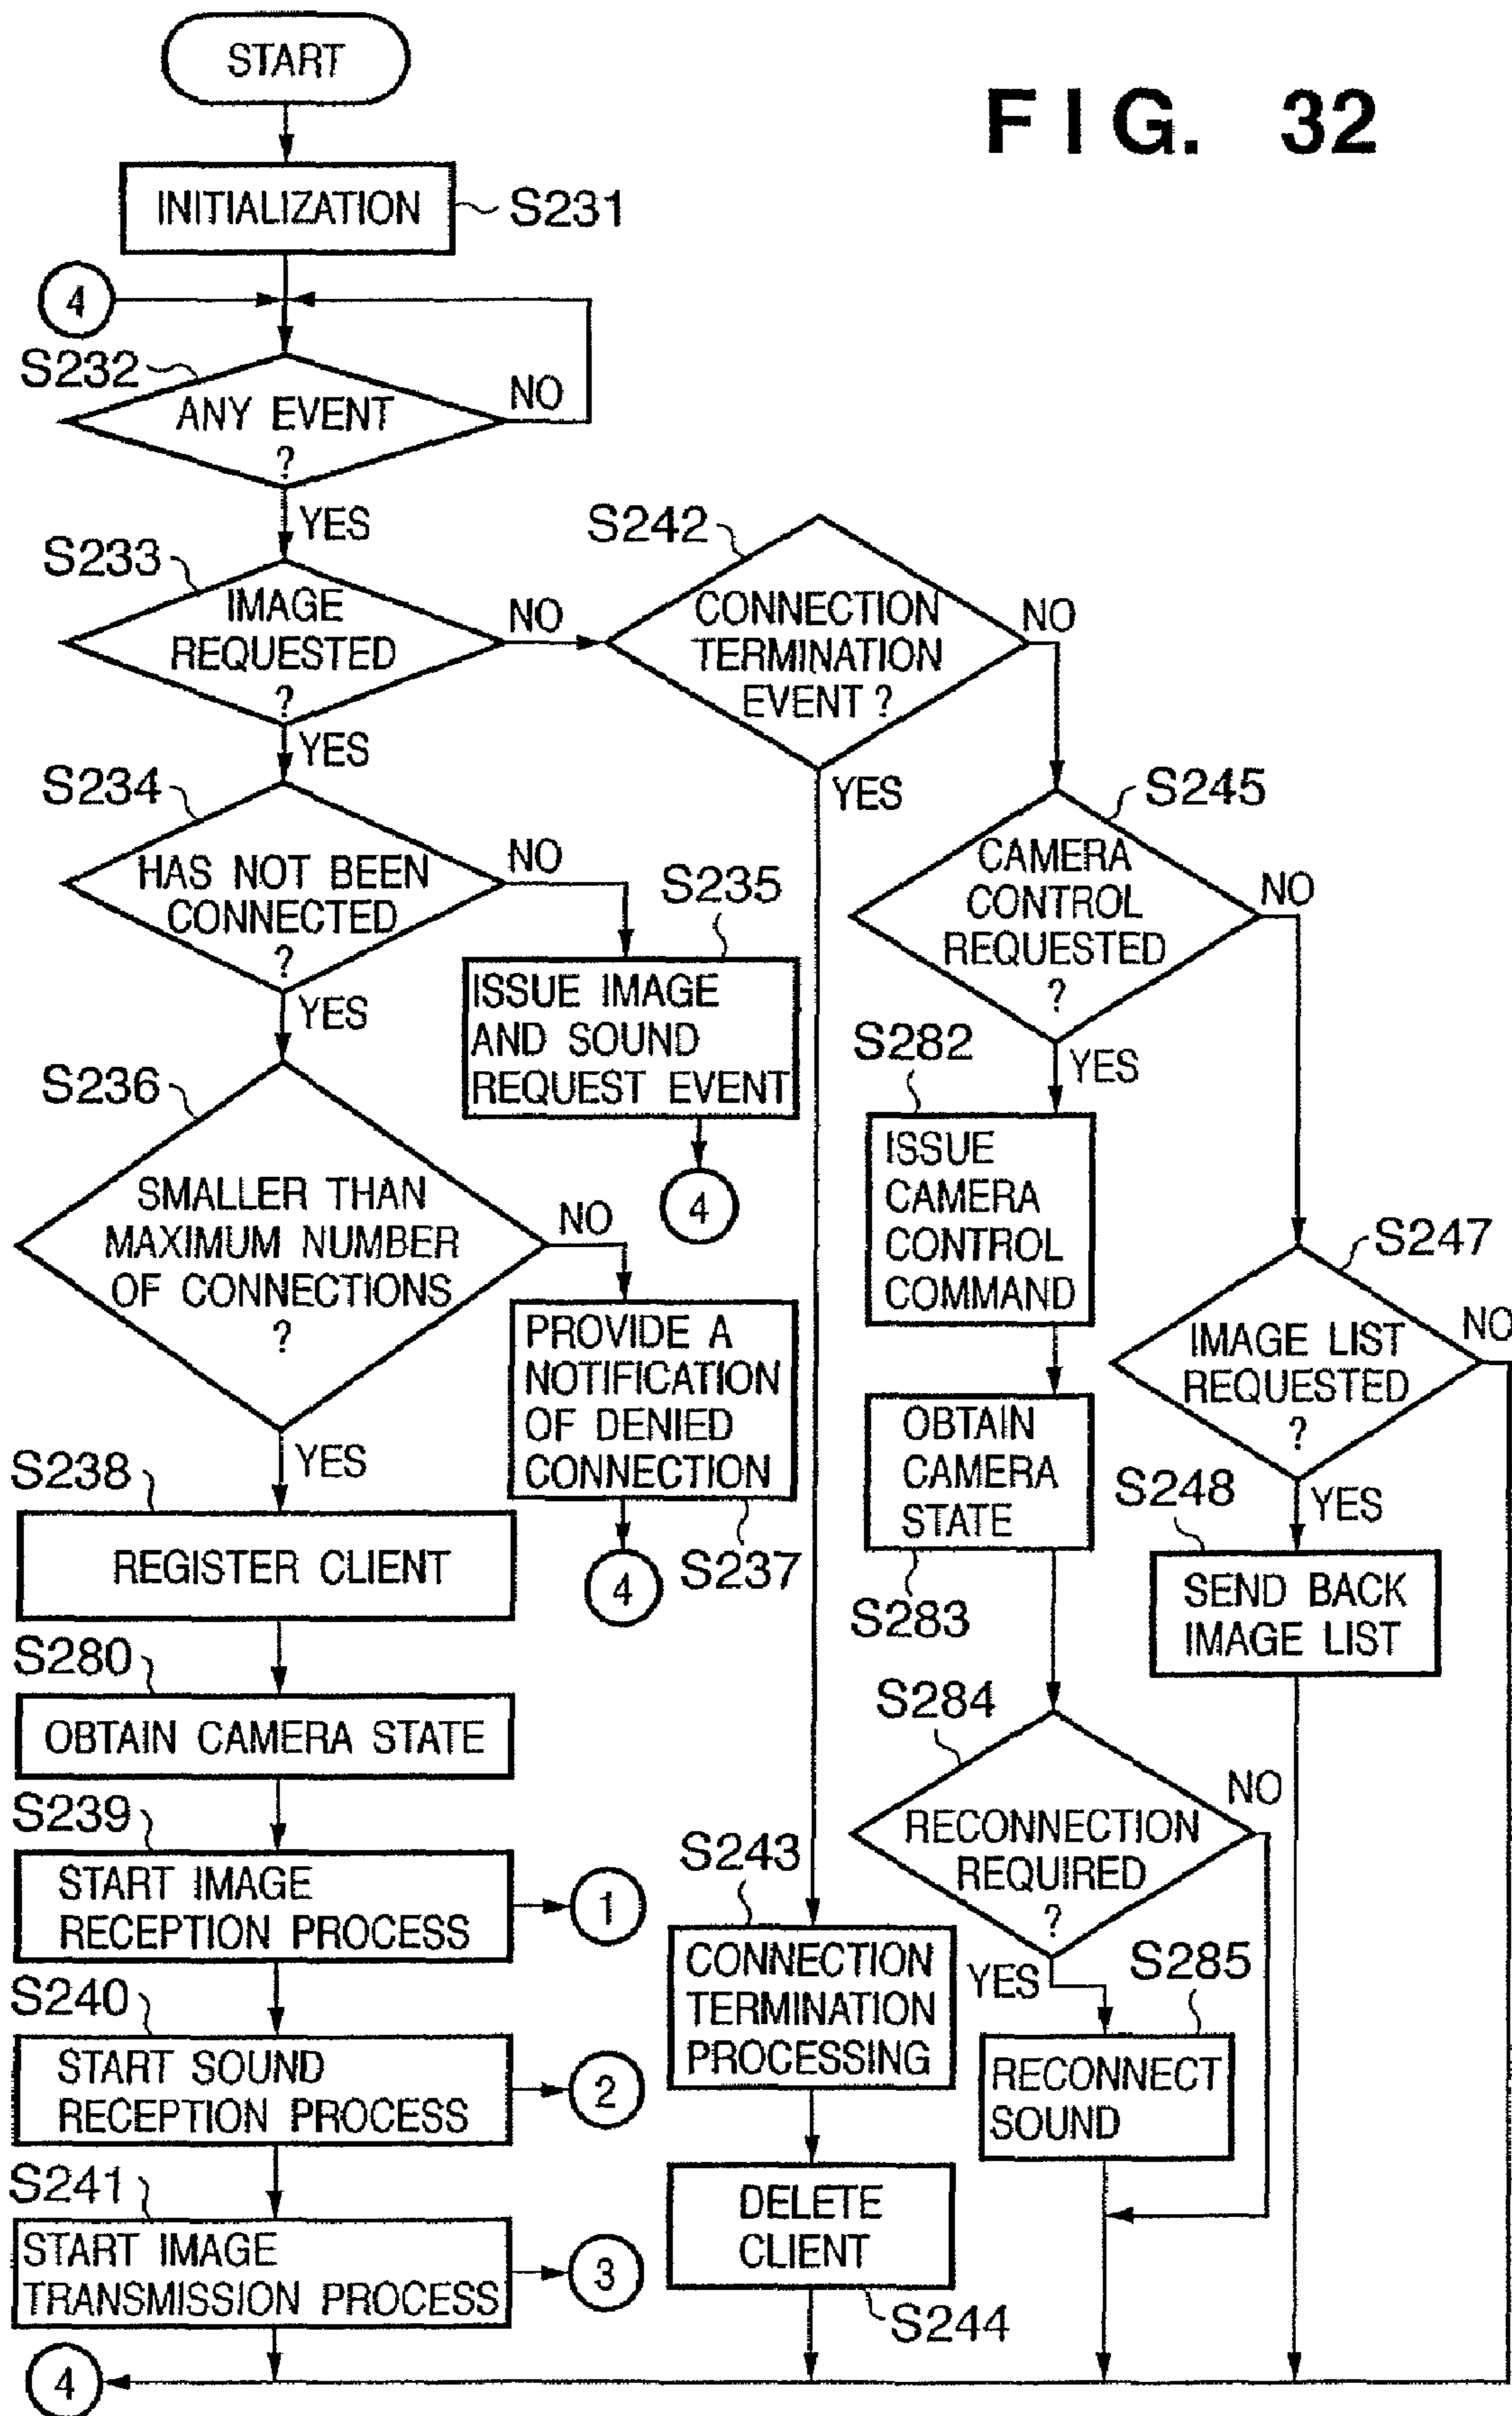 FIG. 32
START
INITIALIZATION
S231
4
S232
ANY EVENT
?
NO
YES
S233
IMAGE
REQUESTED
?
NO
YES
S242
CONNECTION
TERMINATION
EVENT ?
NO
YES
S234
HAS NOT BEEN
CONNECTED
?
NO
YES
S235
ISSUE IMAGE
AND SOUND
REQUEST EVENT
4
S245
CAMERA
CONTROL
REQUESTED
?
NO
YES
S236
SMALLER THAN
MAXIMUM NUMBER
OF CONNECTIONS
?
NO
YES
PROVIDE A
NOTIFICATION
OF DENIED
CONNECTION
S237
4
S282
ISSUE
CAMERA
CONTROL
COMMAND
S247
IMAGE LIST
REQUESTED
?
NO
YES
OBTAIN
CAMERA
STATE
S283
S248
SEND BACK
IMAGE LIST
S238
REGISTER CLIENT
S280
OBTAIN CAMERA STATE
S239
START IMAGE
RECEPTION PROCESS
1
S240
START SOUND
RECEPTION PROCESS
2
S241
START IMAGE
TRANSMISSION PROCESS
3
S243
CONNECTION
TERMINATION
PROCESSING
DELETE
CLIENT
S244
S284
RECONNECTION
REQUIRED
?
NO
YES
S285
RECONNECT
SOUND
4